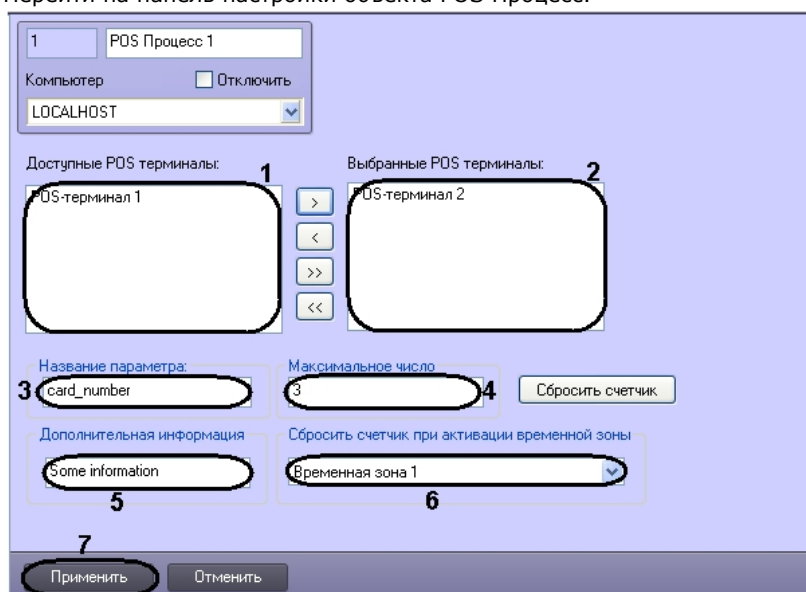 Перейти на панель настройки объекта POS Процесс.
1 POS Процесс 1
Компьютер Отключить
LOCALHOST
Доступные POS терминалы: 1 Выбранные POS терминалы: 2
POS-терминал 1 > POS-терминал 2
<
>>
<<
Название параметра: Максимальное число
3 card_number 3 4 Сбросить счетчик
Дополнительная информация Сбросить счетчик при активации временной зоны
Some information Временная зона 1
5 6
7
Применить Отменить